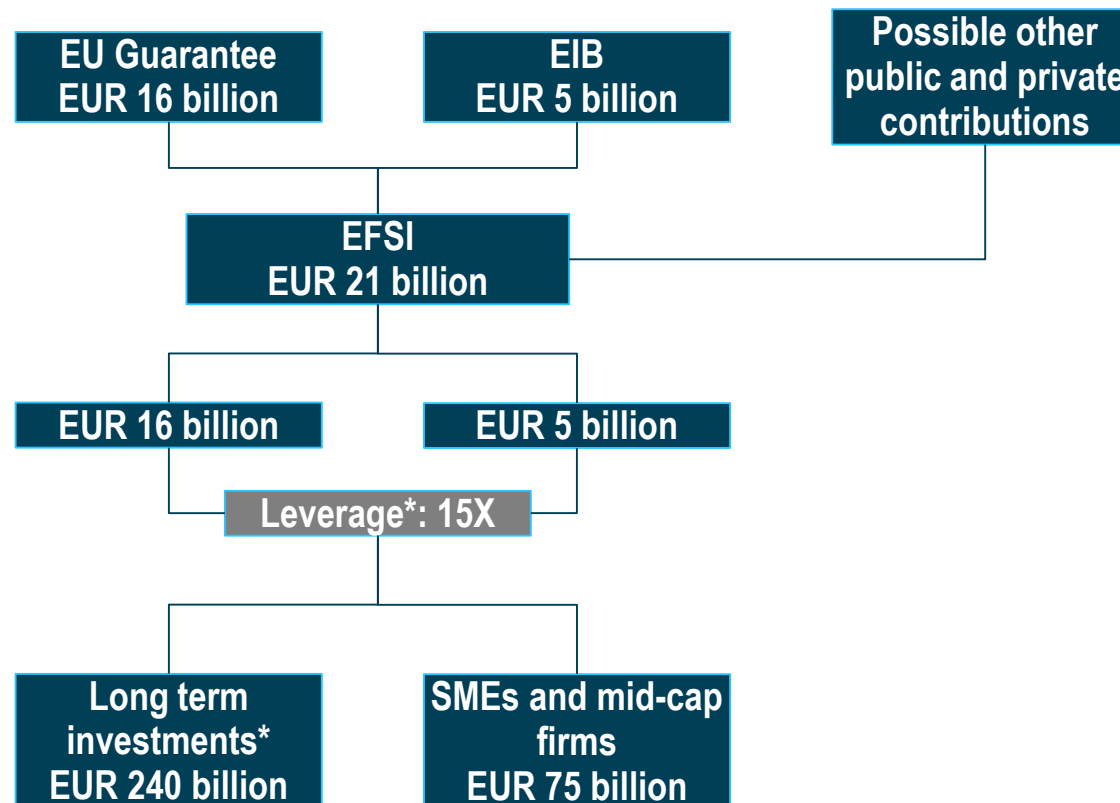 EU Guarantee
EUR 16 billion
EIB
EUR 5 billion
Possible other
public and private
contributions
EFSI
EUR 21 billion
EUR 16 billion
EUR 5 billion
Leverage*: 15X
Long term
investments*
EUR 240 billion
SMEs and mid-cap
firms
EUR 75 billion